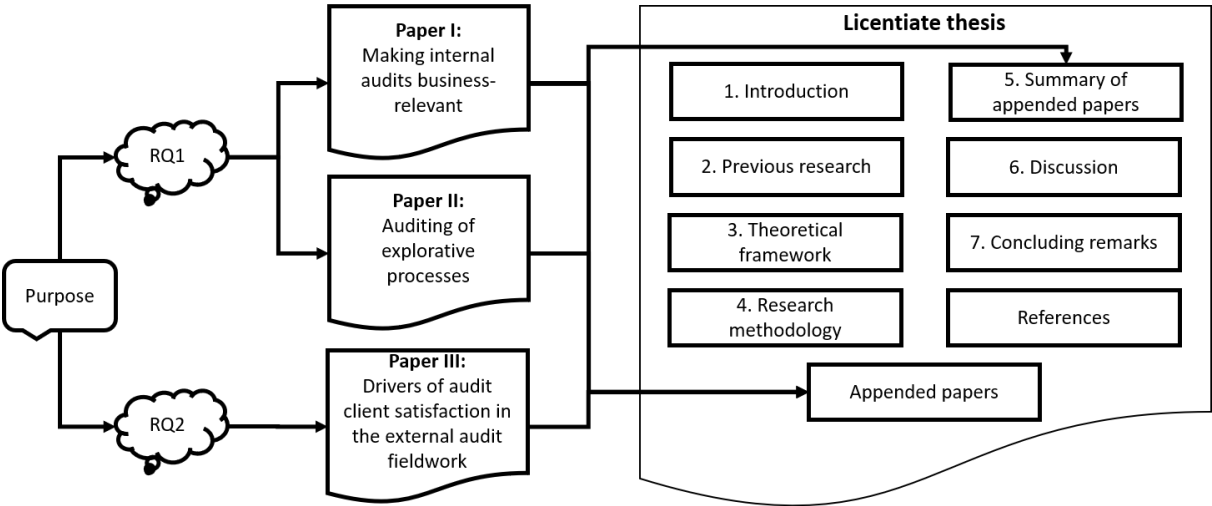 Purpose
RQ1
RQ2
Paper I:
Making internal
audits business-
relevant
Paper II:
Auditing of
explorative
processes
Paper III:
Drivers of audit
client satisfaction in
the external audit
fieldwork
Licentiate thesis
1. Introduction
2. Previous research
3. Theoretical
framework
4. Research
methodology
5. Summary of
appended papers
6. Discussion
7. Concluding remarks
References
Appended papers